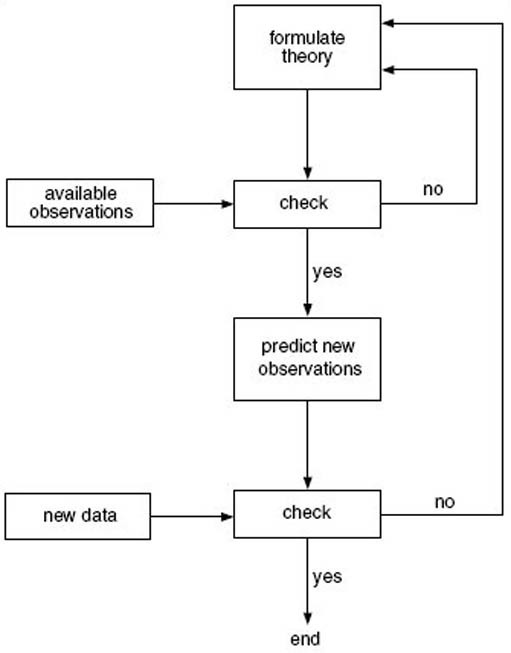 formulate
theory
available
observations
check
no
yes
predict new
observations
new data
check
no
yes
end